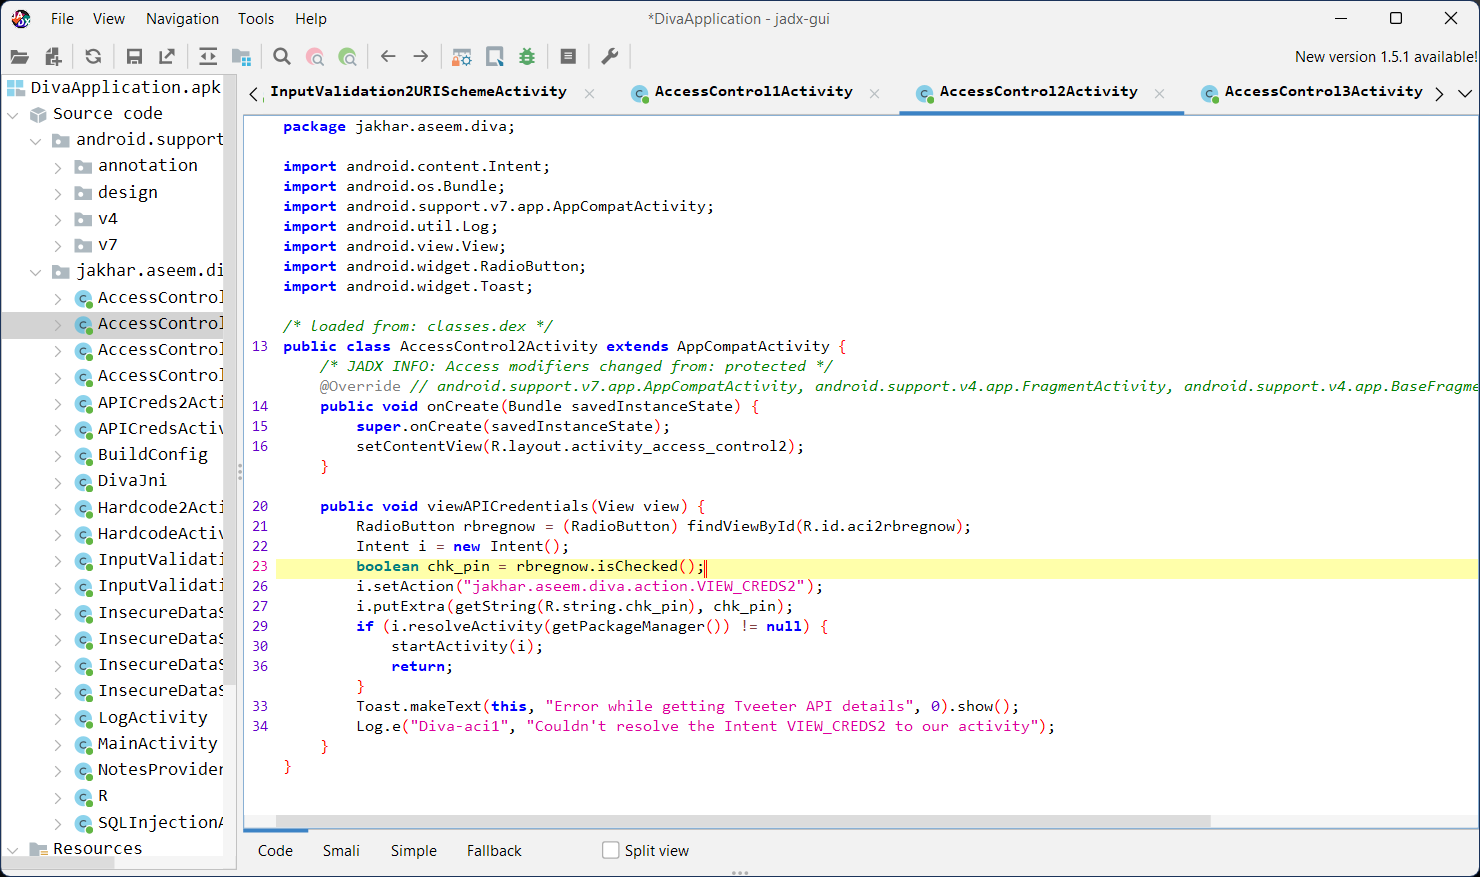 File View Navigation Tools Help *DivaApplication - jadx-gui
New version 1.5.1 available!
DivaApplication.apk
Source code
android.support
annotation
design
v4
v7
jakhar.aseem.di
AccessControl
AccessControl
AccessControl
AccessControl
APICreds2Acti
APICredsActiv
BuildConfig
DivaJni
Hardcode2Acti
HardcodeActiv
InputValidati
InputValidati
InsecureDataS
InsecureDataS
InsecureDataS
InsecureDataS
LogActivity
MainActivity
NotesProvider
R
SQLInjectionA
Resources
InputValidation2URISchemeActivity AccessControl1Activity AccessControl2Activity AccessControl3Activity
package jakhar.aseem.diva;
import android.content.Intent;
import android.os.Bundle;
import android.support.v7.app.AppCompatActivity;
import android.util.Log;
import android.view.View;
import android.widget.RadioButton;
import android.widget.Toast;
/* loaded from: classes.dex */
13 public class AccessControl2Activity extends AppCompatActivity {
/* JADX INFO: Access modifiers changed from: protected */
@Override // android.support.v7.app.AppCompatActivity, android.support.v4.app.FragmentActivity, android.support.v4.app.BaseFragme
14 public void onCreate(Bundle savedInstanceState) {
15 super.onCreate(savedInstanceState);
16 setContentView(R.layout.activity_access_control2);
}
20 public void viewAPICredentials(View view) {
21 RadioButton rbregnow = (RadioButton) findViewById(R.id.aci2rbregnow);
22 Intent i = new Intent();
23 boolean chk_pin = rbregnow.isChecked();
26 i.setAction("jakhar.aseem.diva.action.VIEW_CREDS2");
27 i.putExtra(getString(R.string.chk_pin), chk_pin);
29 if (i.resolveActivity(getPackageManager()) != null) {
30 startActivity(i);
36 return;
}
33 Toast.makeText(this, "Error while getting Tveeter API details", 0).show();
34 Log.e("Diva-aci1", "Couldn't resolve the Intent VIEW_CREDS2 to our activity");
}
}
Code Smali Simple Fallback Split view